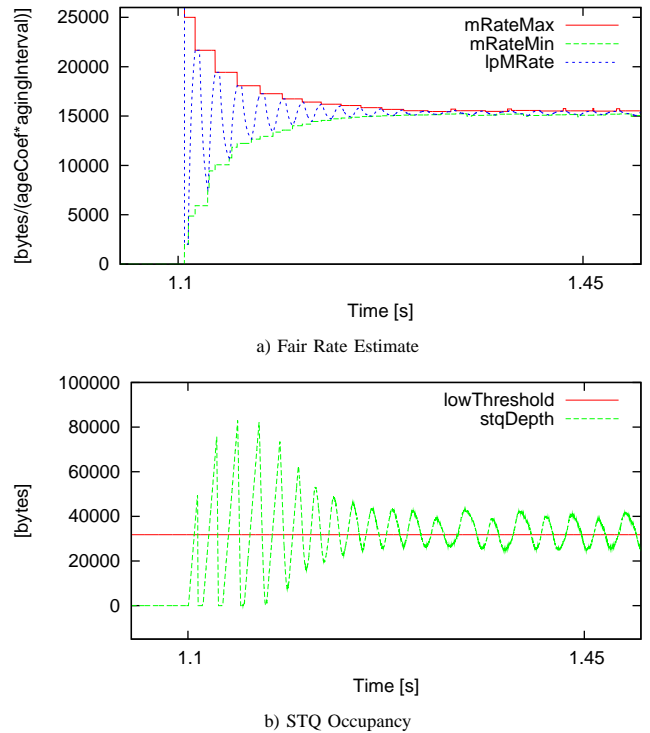 25000
20000
15000
10000
5000
0
[bytes/(ageCoef*agingInterval)]
mRateMax
mRateMin
lpMRate
1.1
1.45
Time [s]
a) Fair Rate Estimate
100000
80000
60000
40000
20000
0
[bytes]
lowThreshold
stqDepth
1.1
1.45
Time [s]
b) STQ Occupancy